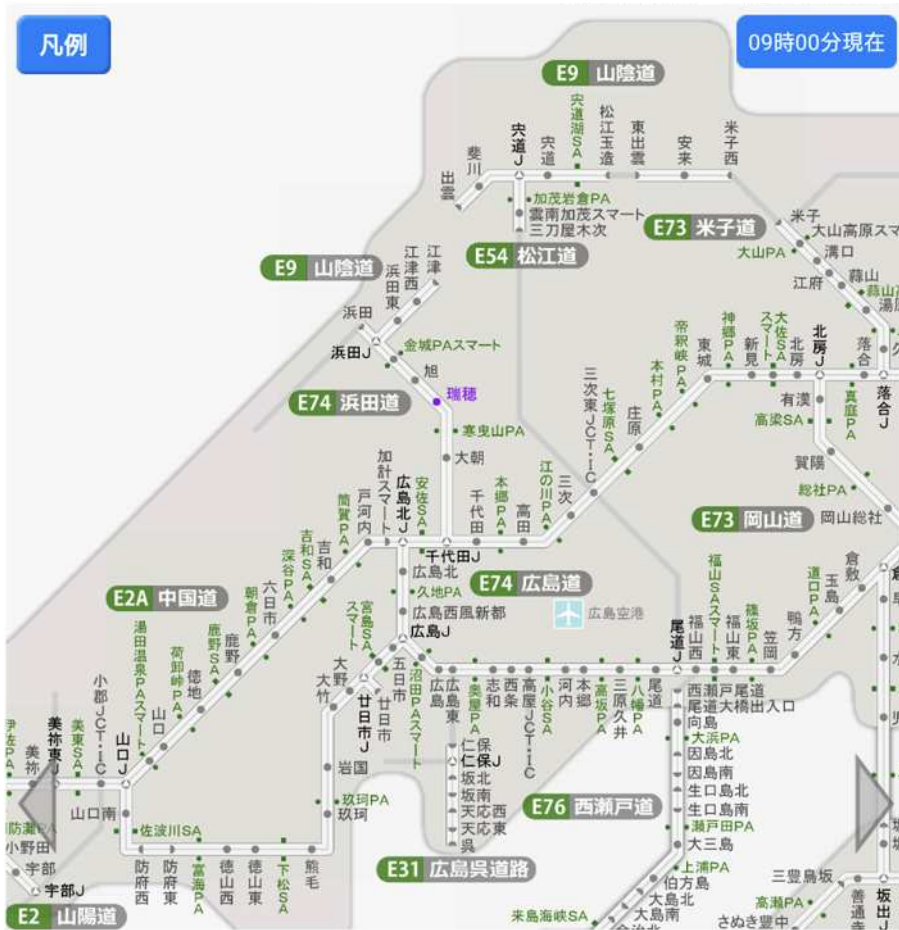 凡例
09時00分現在
E9 山陰道
出雲
斐川
宍道J
宍道
宍道湖SA
松江玉造
東出雲
安来
米子西
加茂岩倉PA
雲南加茂スマート
三刀屋木次
E54 松江道
E73 米子道
米子
大山高原スマ
大山PA
溝口
江府
蒜山
蒜山高
湯原
E9 山陰道
江津
江津西
浜田東
浜田
浜田J
金城PAスマート
旭
瑞穂
E74 浜田道
寒曳山PA
大朝
千代田J
落合
落合J
真庭PA
北房J
北房
大佐SA
スマート
新見
神郷PA
東城
帝釈峡PA
本村PA
庄原
七塚原SA
三次東JCT・IC
三次
江の川PA
高田
本郷PA
千代田
安佐SA
広島北J
加計スマート
戸河内
筒賀PA
吉和
吉和SA
深谷PA
六日市
朝倉PA
鹿野
鹿野SA
徳地
荷卸峠PA
山口
湯田温泉PAスマート
山口J
小郡JCT・IC
美東SA
美祢東J
美祢
伊佐PA
E2A 中国道
有漢
高梁SA
賀陽
総社PA
岡山総社
E73 岡山道
広島北
久地PA
広島西風新都
広島J
E74 広島道
広島空港
倉敷
玉島
道口PA
鴨方
笠岡
篠坂PA
福山東
福山SAスマート
福山西
尾道J
尾道
八幡PA
三原久井
高坂PA
本郷
河内
小谷SA
高屋JCT・IC
西条
志和
奥屋PA
広島東
広島
沼田PAスマート
五日市
宮島SA
スマート
廿日市
廿日市J
大野
大竹
岩国
玖珂PA
玖珂
熊毛
下松SA
徳山東
徳山西
富海PA
防府東
防府西
佐波川SA
山口南
仁保
仁保J
坂北
坂南
天応西
天応東
呉
E31 広島呉道路
西瀬戸尾道
尾道大橋出入口
向島
大浜PA
因島北
因島南
生口島北
生口島南
瀬戸田PA
大三島
上浦PA
伯方島
大島北
大島南
来島海峡SA
E76 西瀬戸道
防灘PA
小野田
宇部
宇部J
E2 山陽道
三豊鳥坂
高瀬PA
さぬき豊中
善通寺
坂出J